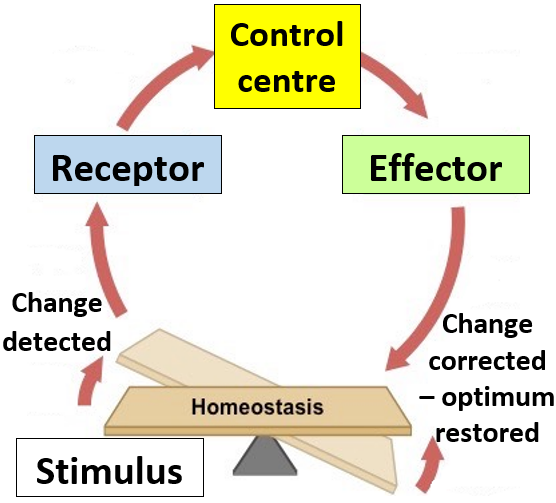 Control
centre
Receptor
Effector
Change
detected
Change
corrected
– optimum
restored
Homeostasis
Stimulus